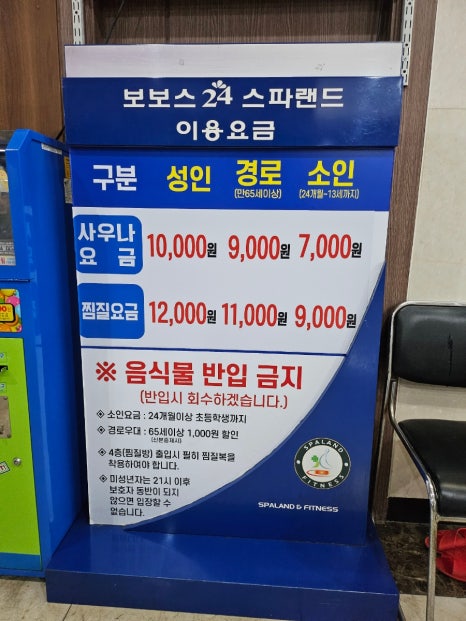 보보스24 스파랜드
이용요금
구분 성인 경로 소인
(만65세이상) (24개월~13세까지)
사우나
요 금
10,000원 9,000원 7,000원
찜질요금 12,000원 11,000원 9,000원
※ 음식물 반입 금지
(반입시 회수하겠습니다.)
◈ 소인요금 : 24개월이상 초등학생까지
◈ 경로우대 : 65세이상 1,000원 할인
(신분증제시)
◈ 4층(찜질방) 출입시 필히 찜질복을
착용하여야 합니다.
◈ 미성년자는 21시 이후
보호자 동반이 되지
않으면 입장할 수
없습니다.
SPALAND
FITNESS
SPALAND & FITNESS